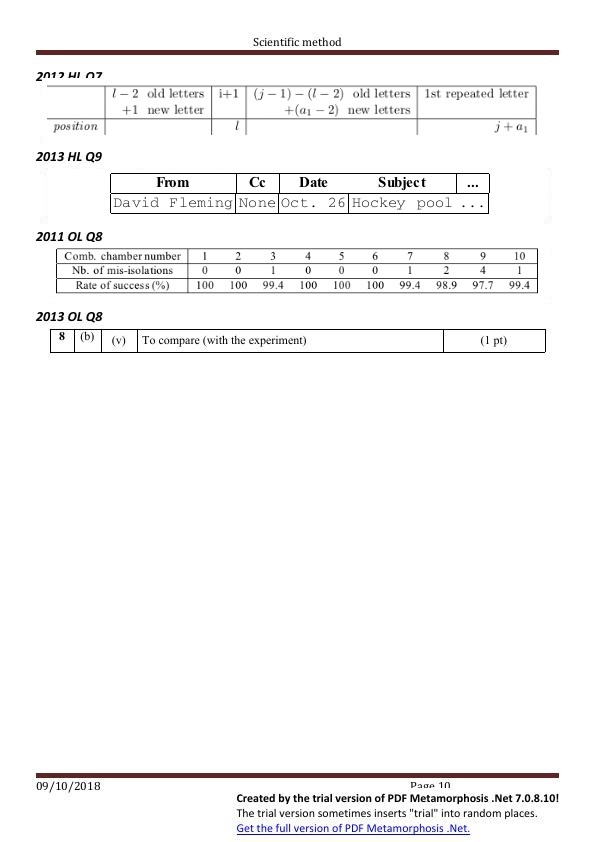 Scientific method
2012 HL Q7
l − 2 old letters i+1 (j − 1) − (l − 2) old letters 1st repeated letter
+1 new letter +(a₁ − 2) new letters
position l j + a₁
2013 HL Q9
From Cc Date Subject ...
David Fleming None Oct. 26 Hockey pool ...
2011 OL Q8
Comb. chamber number 1 2 3 4 5 6 7 8 9 10
Nb. of mis-isolations 0 0 1 0 0 0 1 2 4 1
Rate of success (%) 100 100 99.4 100 100 100 99.4 98.9 97.7 99.4
2013 OL Q8
8 (b) (v) To compare (with the experiment) (1 pt)
09/10/2018 Page 10
Created by the trial version of PDF Metamorphosis .Net 7.0.8.10!
The trial version sometimes inserts "trial" into random places.
Get the full version of PDF Metamorphosis .Net.